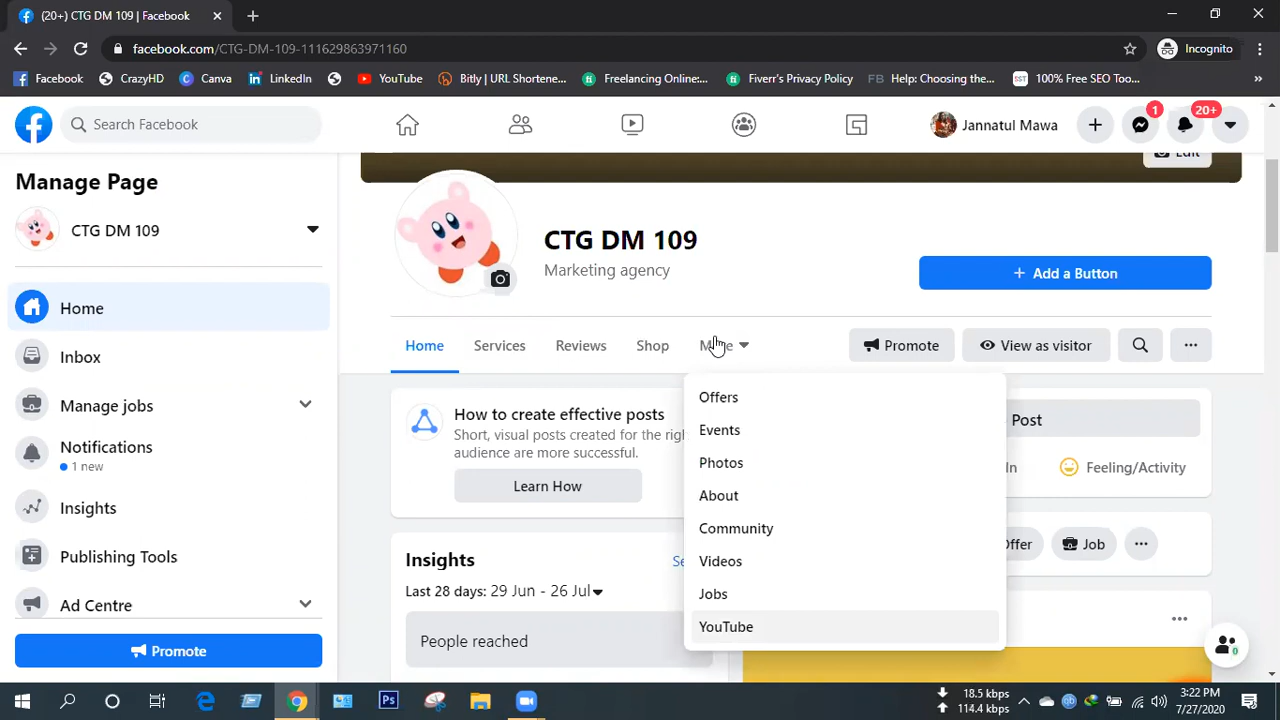 (20+) CTG DM 109 | Facebook
facebook.com/CTG-DM-109-111629863971160
Incognito
Facebook
CrazyHD
Canva
LinkedIn
YouTube
Bitly | URL Shortene...
Freelancing Online:...
Fiverr's Privacy Policy
FB Help: Choosing the...
SST 100% Free SEO Too...
»
Search Facebook
Jannatul Mawa
1
20+
Manage Page
CTG DM 109
Home
Inbox
Manage jobs
Notifications
1 new
Insights
Publishing Tools
Ad Centre
Promote
Edit
CTG DM 109
Marketing agency
+ Add a Button
Home
Services
Reviews
Shop
More
Promote
View as visitor
Offers
Events
Photos
About
Community
Videos
Jobs
YouTube
How to create effective posts
Short, visual posts created for the righ
audience are more successful.
Learn How
Insights
Se
Last 28 days: 29 Jun - 26 Jul
People reached
Post
In
Feeling/Activity
Offer
Job
0
Ps
18.5 kbps
114.4 kbps
3:22 PM
7/27/2020